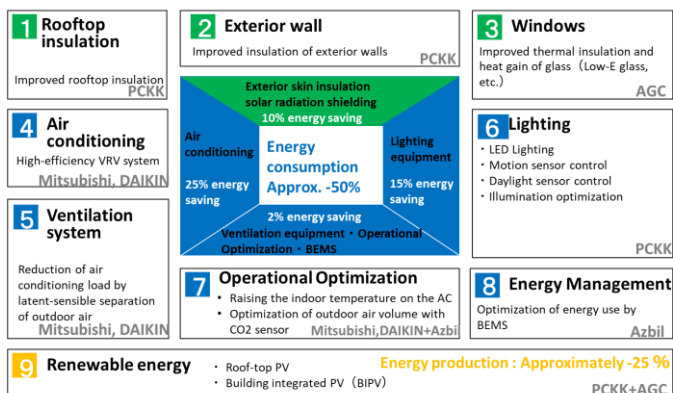 1 Rooftop
insulation
Improved rooftop insulation
PCKK
2 Exterior wall
Improved insulation of exterior walls
PCKK
3 Windows
Improved thermal insulation and
heat gain of glass（Low-E glass,
etc.）
AGC
4 Air
conditioning
High-efficiency VRV system
Mitsubishi, DAIKIN
Exterior skin insulation
solar radiation shielding
10% energy saving
Air
conditioning
25% energy
saving
Energy
consumption
Approx. -50%
Lighting
equipment
15% energy
saving
2% energy saving
Ventilation equipment・Operational
Optimization・BEMS
5 Ventilation
system
Reduction of air
conditioning load by
latent-sensible separation
of outdoor air
Mitsubishi, DAIKIN
6 Lighting
・LED Lighting
・Motion sensor control
・Daylight sensor control
・Illumination optimization
PCKK
7 Operational Optimization
• Raising the indoor temperature on the AC
• Optimization of outdoor air volume with
CO2 sensor
Mitsubishi,DAIKIN+Azbi
8 Energy Management
Optimization of energy use by
BEMS
Azbil
9 Renewable energy
・Roof-top PV
・Building integrated PV（BIPV）
Energy production : Approximately -25 %
PCKK+AGC